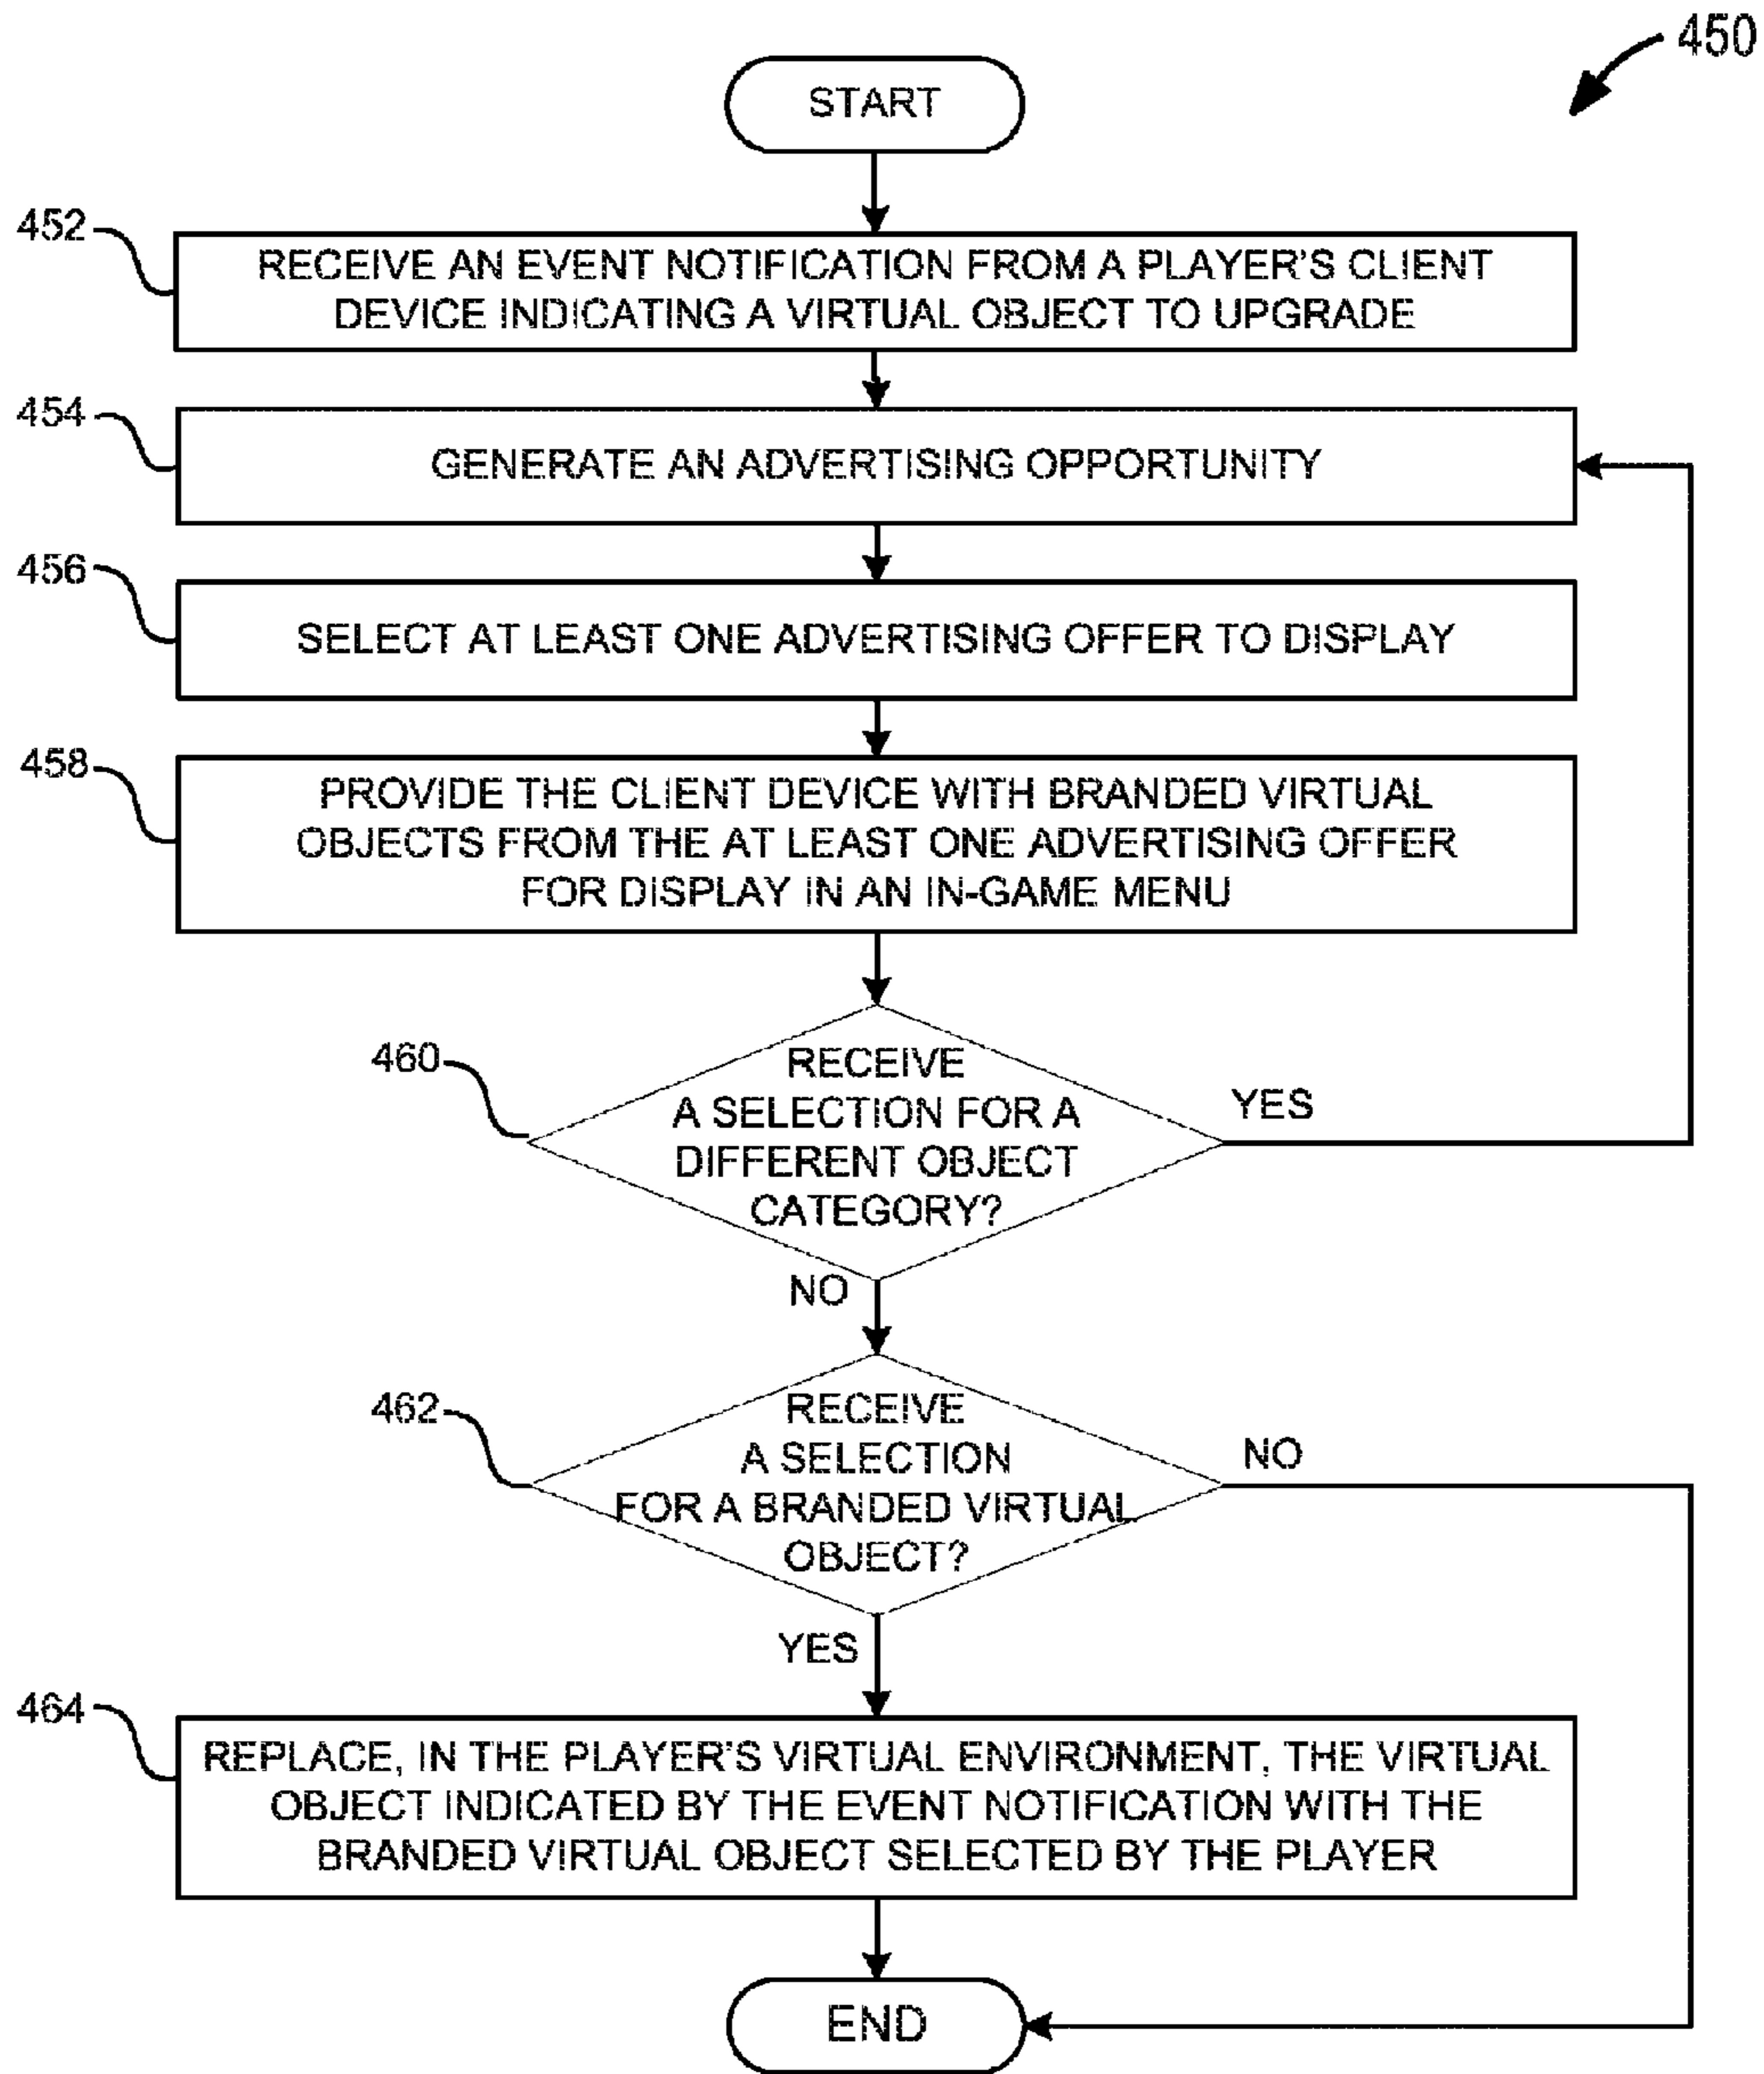 450
START
452
RECEIVE AN EVENT NOTIFICATION FROM A PLAYER'S CLIENT
DEVICE INDICATING A VIRTUAL OBJECT TO UPGRADE
454
GENERATE AN ADVERTISING OPPORTUNITY
456
SELECT AT LEAST ONE ADVERTISING OFFER TO DISPLAY
458
PROVIDE THE CLIENT DEVICE WITH BRANDED VIRTUAL
OBJECTS FROM THE AT LEAST ONE ADVERTISING OFFER
FOR DISPLAY IN AN IN-GAME MENU
460
RECEIVE
A SELECTION FOR A
DIFFERENT OBJECT
CATEGORY?
YES
NO
462
RECEIVE
A SELECTION
FOR A BRANDED VIRTUAL
OBJECT?
NO
YES
464
REPLACE, IN THE PLAYER'S VIRTUAL ENVIRONMENT, THE VIRTUAL
OBJECT INDICATED BY THE EVENT NOTIFICATION WITH THE
BRANDED VIRTUAL OBJECT SELECTED BY THE PLAYER
END